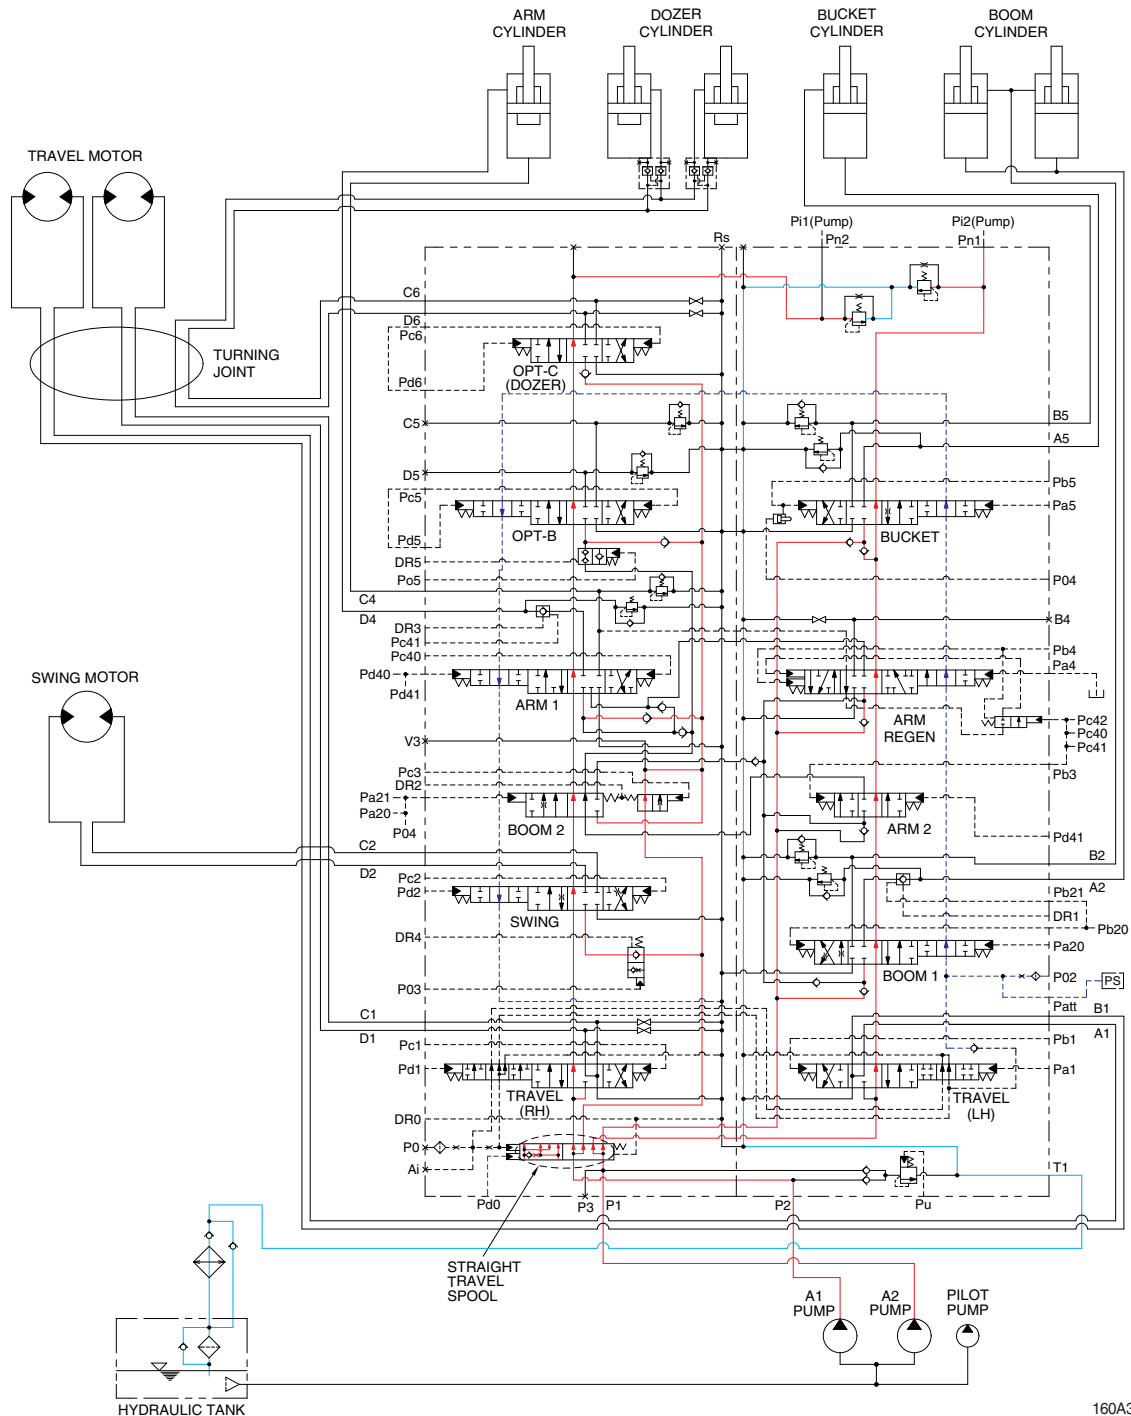 ARM
CYLINDER
DOZER
CYLINDER
BUCKET
CYLINDER
BOOM
CYLINDER
TRAVEL MOTOR
TURNING
JOINT
SWING MOTOR
Rs
Pi1(Pump)
Pn2
Pi2(Pump)
Pn1
C6
D6
Pc6
Pd6
OPT-C
(DOZER)
C5
D5
Pc5
Pd5
OPT-B
DR5
Po5
C4
D4
DR3
Pc41
Pc40
Pd40
Pd41
ARM 1
V3
Pc3
DR2
Pa21
Pa20
P04
BOOM 2
C2
D2
Pc2
Pd2
SWING
DR4
P03
C1
D1
Pc1
Pd1
TRAVEL
(RH)
DR0
P0
Ai
Pd0
P3
P1
P2
Pu
B5
A5
Pb5
Pa5
BUCKET
P04
B4
Pb4
Pa4
ARM
REGEN
Pc42
Pc40
Pc41
Pb3
ARM 2
Pd41
B2
A2
Pb21
DR1
Pb20
Pa20
BOOM 1
P02
PS
Patt
B1
A1
Pb1
Pa1
TRAVEL
(LH)
T1
STRAIGHT
TRAVEL
SPOOL
A1
PUMP
A2
PUMP
PILOT
PUMP
HYDRAULIC TANK